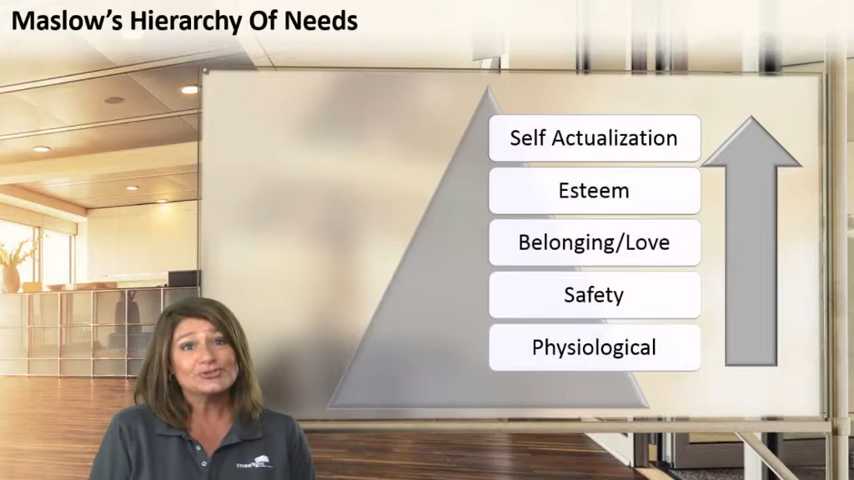 Maslow's Hierarchy Of Needs
Self Actualization
Esteem
Belonging/Love
Safety
Physiological